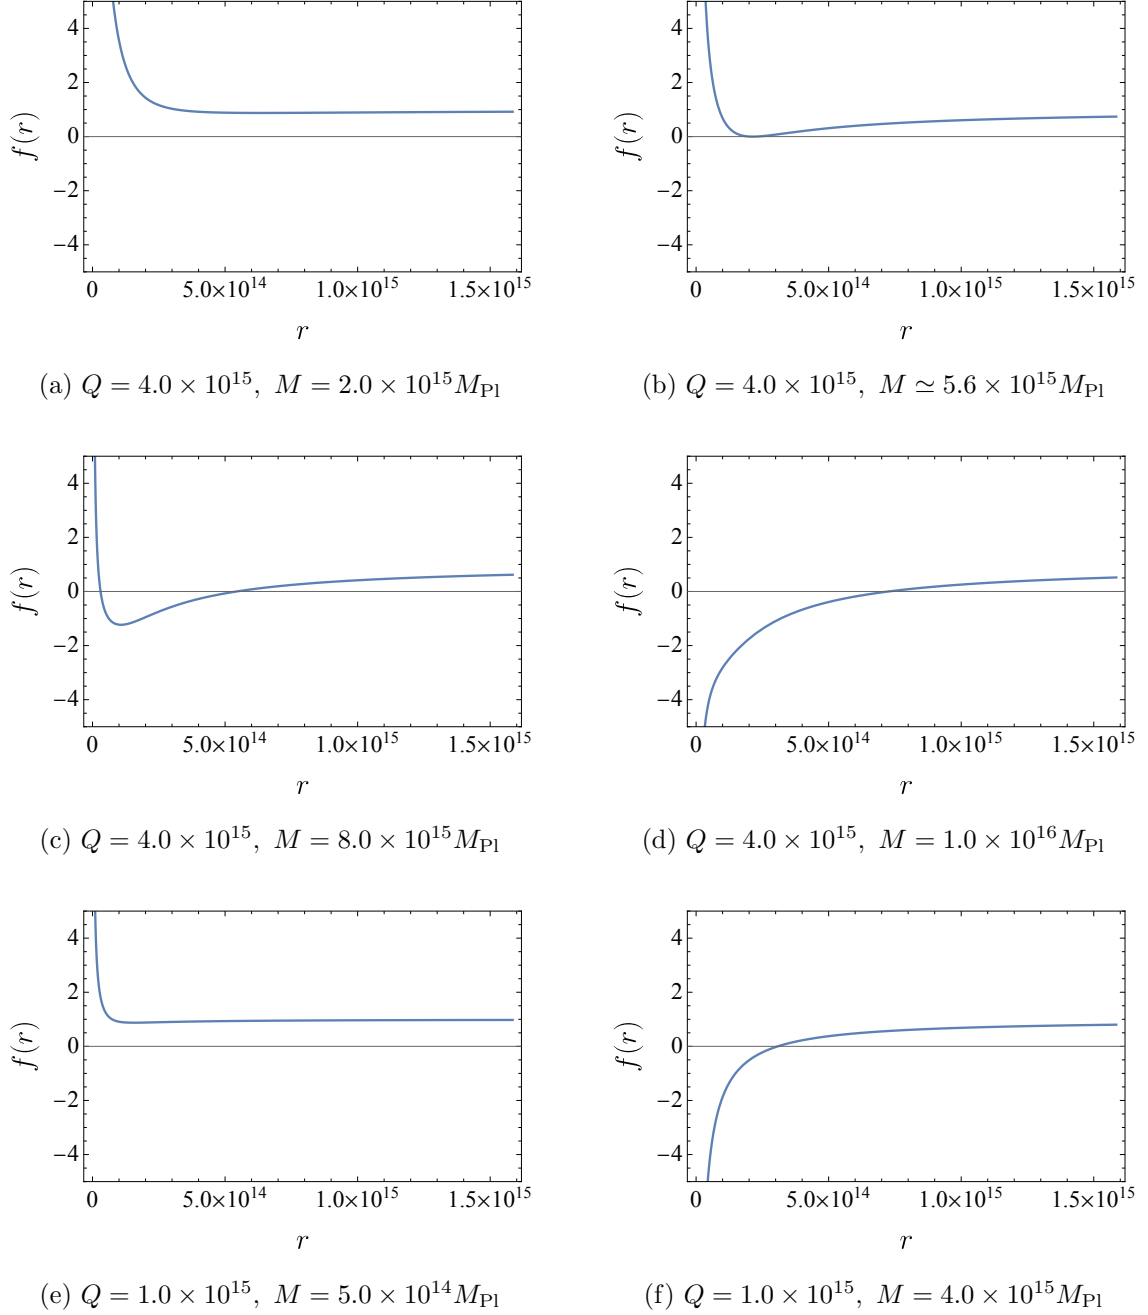 4
2
0
−2
−4
f(r)
0 5.0×10^14 1.0×10^15 1.5×10^15
r
(a) Q = 4.0 × 10^15, M = 2.0 × 10^15 M_Pl
4
2
0
−2
−4
f(r)
0 5.0×10^14 1.0×10^15 1.5×10^15
r
(b) Q = 4.0 × 10^15, M ≃ 5.6 × 10^15 M_Pl
4
2
0
−2
−4
f(r)
0 5.0×10^14 1.0×10^15 1.5×10^15
r
(c) Q = 4.0 × 10^15, M = 8.0 × 10^15 M_Pl
4
2
0
−2
−4
f(r)
0 5.0×10^14 1.0×10^15 1.5×10^15
r
(d) Q = 4.0 × 10^15, M = 1.0 × 10^16 M_Pl
4
2
0
−2
−4
f(r)
0 5.0×10^14 1.0×10^15 1.5×10^15
r
(e) Q = 1.0 × 10^15, M = 5.0 × 10^14 M_Pl
4
2
0
−2
−4
f(r)
0 5.0×10^14 1.0×10^15 1.5×10^15
r
(f) Q = 1.0 × 10^15, M = 4.0 × 10^15 M_Pl